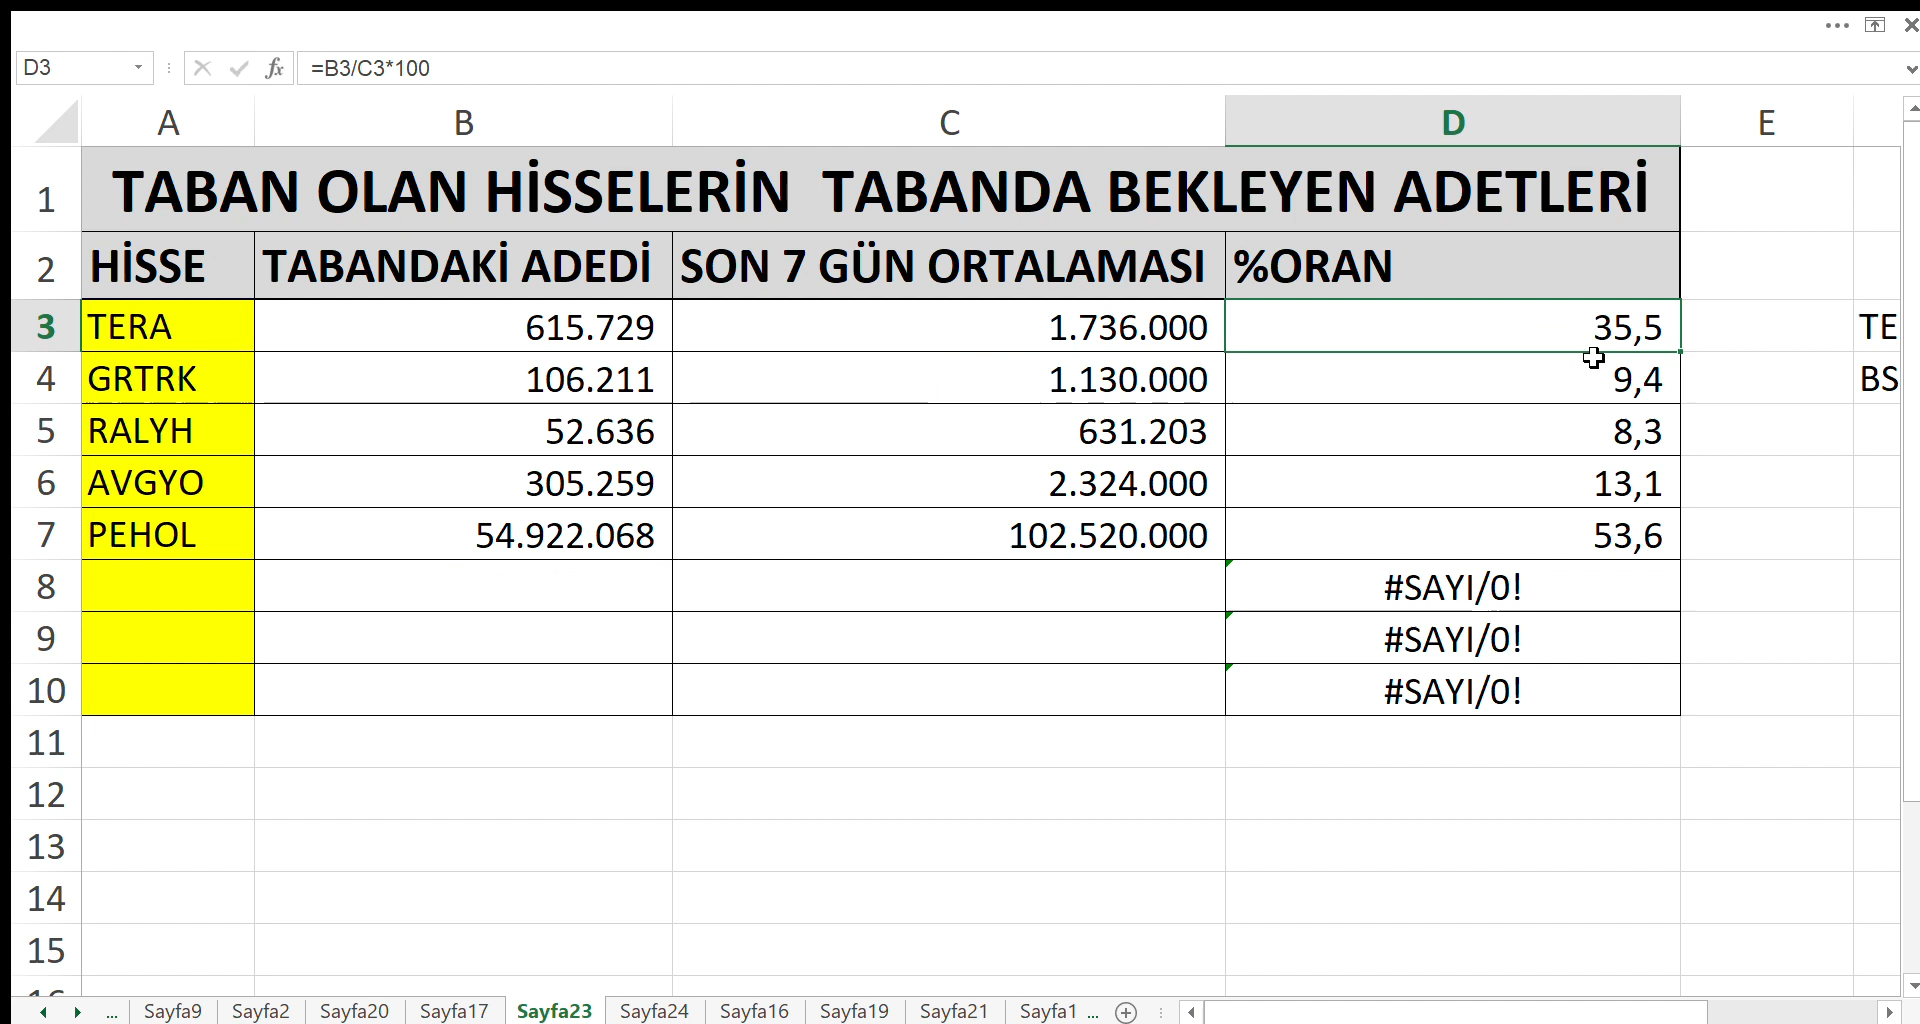 D3 =B3/C3*100
A B C D E
1 TABAN OLAN HİSSELERİN TABANDA BEKLEYEN ADETLERİ
2 HİSSE TABANDAKİ ADEDİ SON 7 GÜN ORTALAMASI %ORAN
3 TERA 615.729 1.736.000 35,5 TE
4 GRTRK 106.211 1.130.000 9,4 BS
5 RALYH 52.636 631.203 8,3
6 AVGYO 305.259 2.324.000 13,1
7 PEHOL 54.922.068 102.520.000 53,6
8 #SAYI/0!
9 #SAYI/0!
10 #SAYI/0!
11
12
13
14
15
... Sayfa9 Sayfa2 Sayfa20 Sayfa17 Sayfa23 Sayfa24 Sayfa16 Sayfa19 Sayfa21 Sayfa1 ...